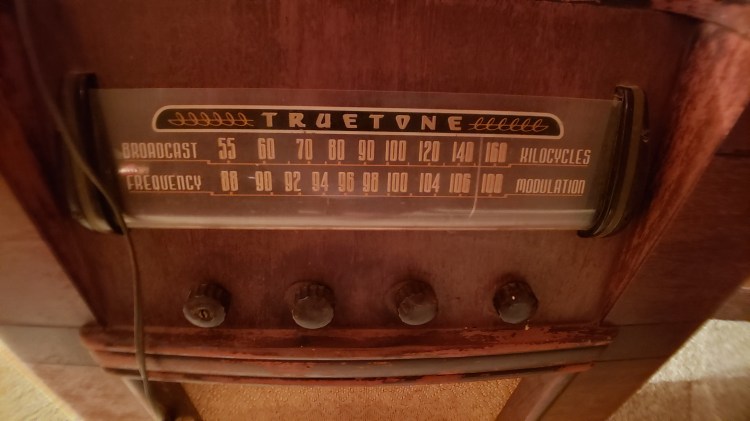 TRUETONE
BROADCAST 55 60 70 80 90 100 120 140 160 KILOCYCLES
FREQUENCY 88 90 92 94 96 98 100 104 106 108 MODULATION